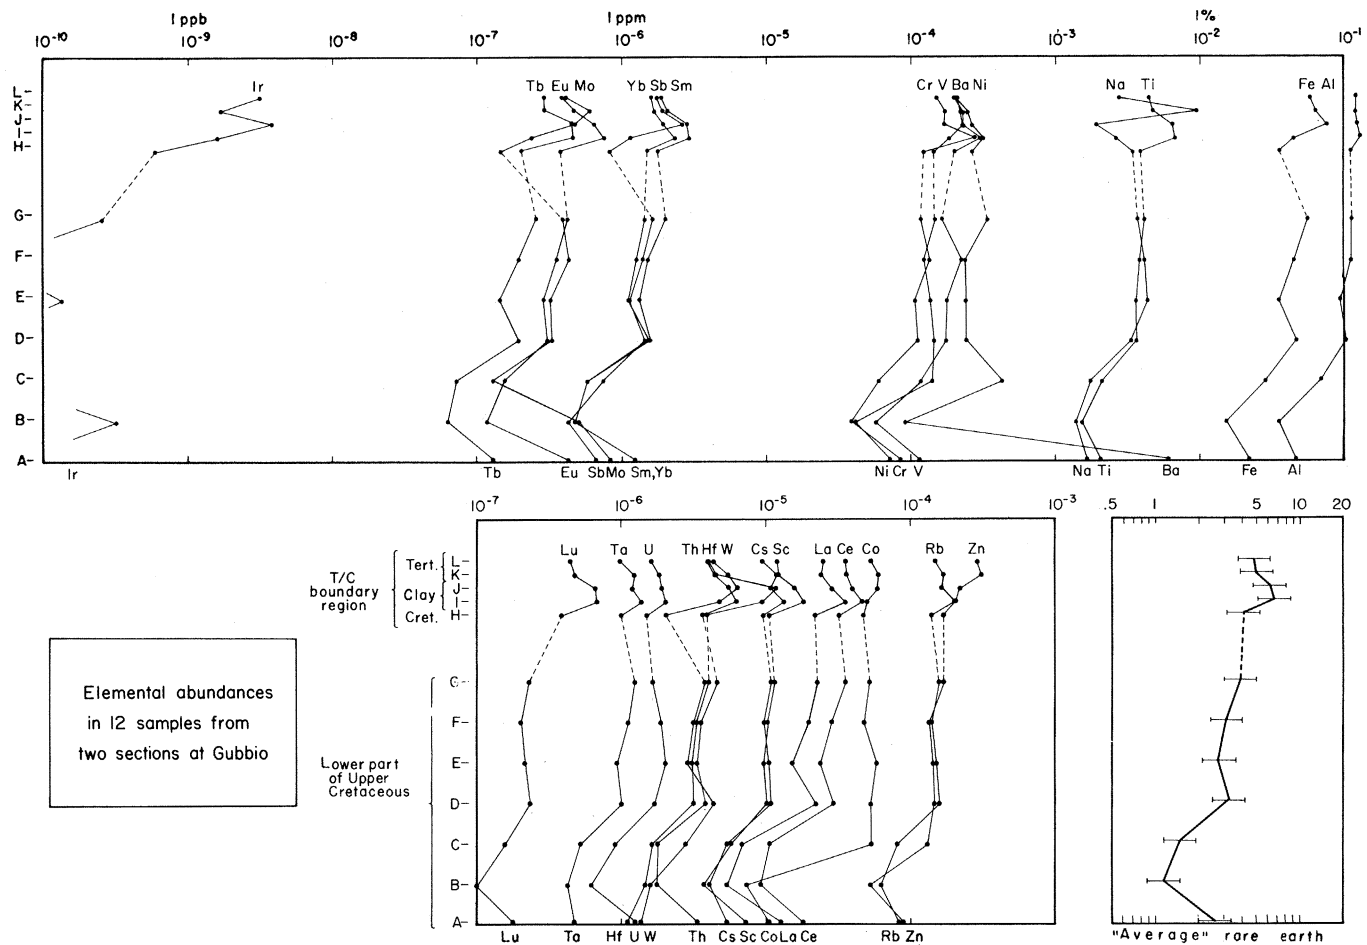 1 ppb 1 ppm 1%
10-10 10-9 10-8 10-7 10-6 10-5 10-4 10-3 10-2 10-1
Ir Tb Eu Mo Yb Sb Sm Cr V Ba Ni Na Ti Fe Al
L
K
J
I
H
G
F
E
D
C
B
A
Ir Tb Eu Sb Mo Sm,Yb Ni Cr V Na Ti Ba Fe Al
10-7 10-6 10-5 10-4 10-3
.5 1 5 10 20
Lu Ta U Th Hf W Cs Sc La Ce Co Rb Zn
T/C
boundary
region
Tert.
Clay
Cret.
L
K
J
I
H
G
F
E
D
C
B
A
Lower part
of Upper
Cretaceous
Elemental abundances
in 12 samples from
two sections at Gubbio
Lu Ta Hf U W Th Cs Sc Co La Ce Rb Zn
"Average" rare earth